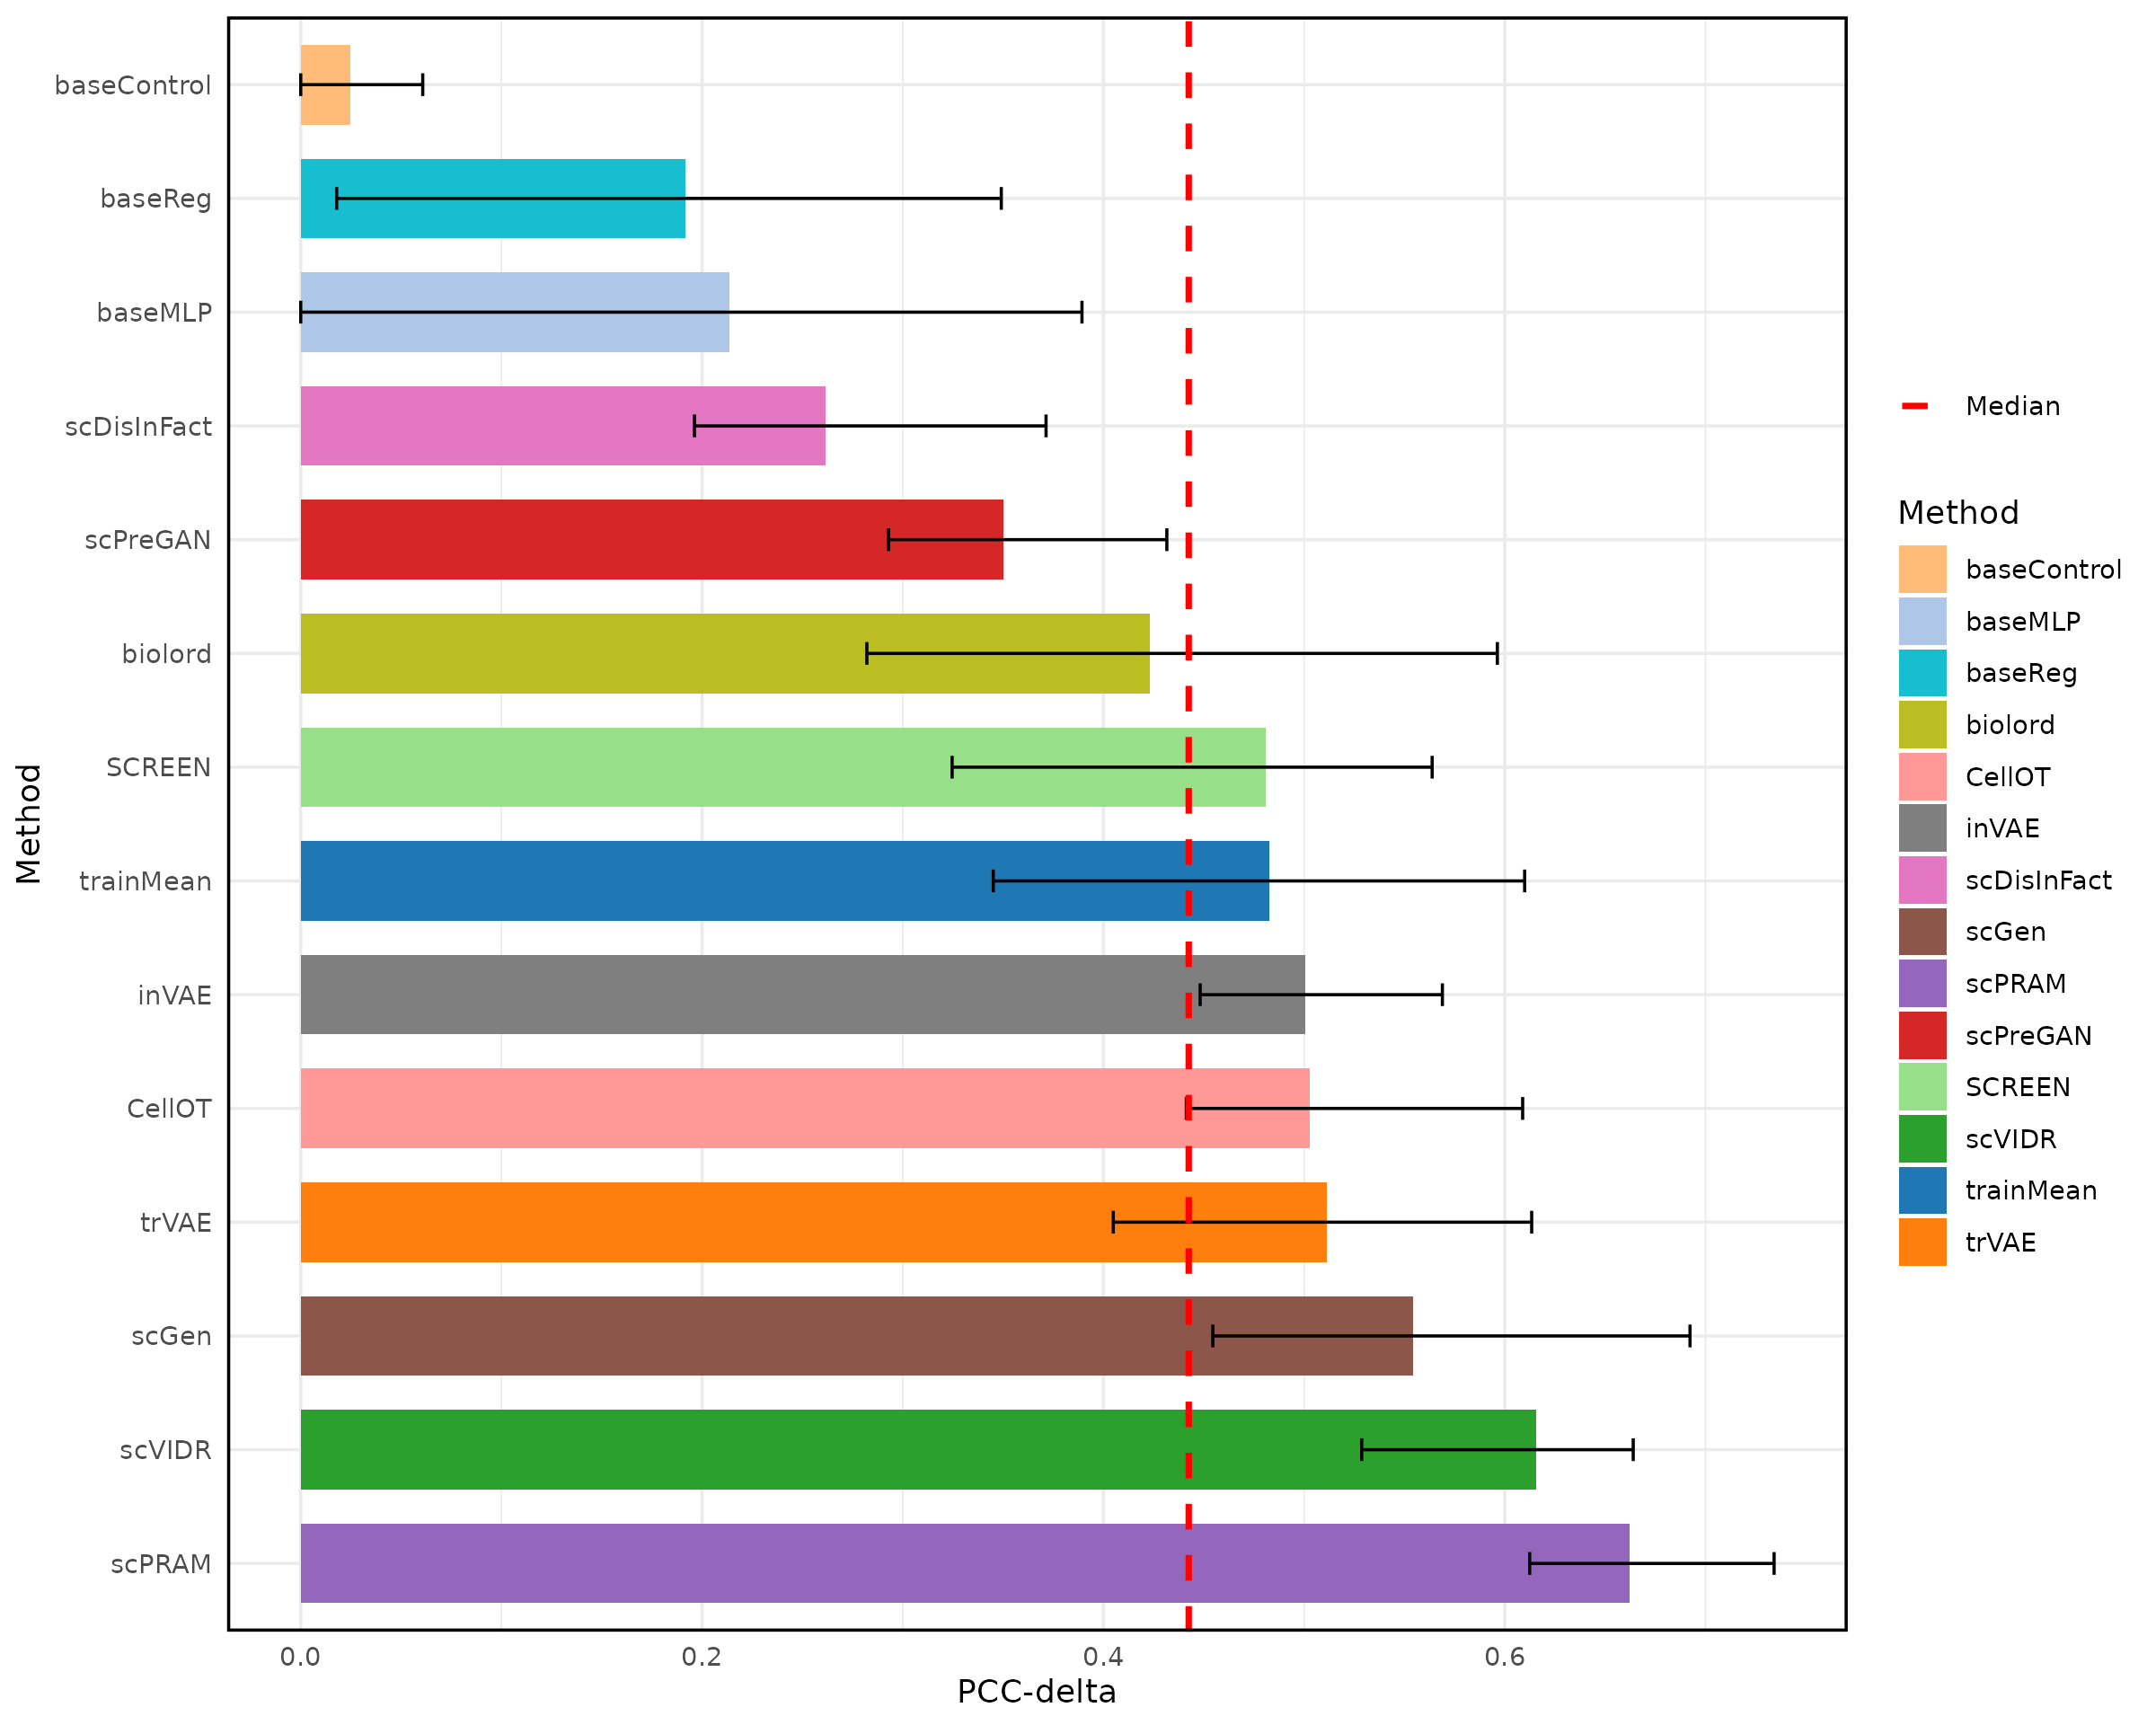 baseControl
baseReg
baseMLP
scDisInFact
scPreGAN
biolord
SCREEN
trainMean
inVAE
CellOT
trVAE
scGen
scVIDR
scPRAM
Method
0.0 0.2 0.4 0.6
PCC-delta
Median
Method
baseControl
baseMLP
baseReg
biolord
CellOT
inVAE
scDisInFact
scGen
scPRAM
scPreGAN
SCREEN
scVIDR
trainMean
trVAE